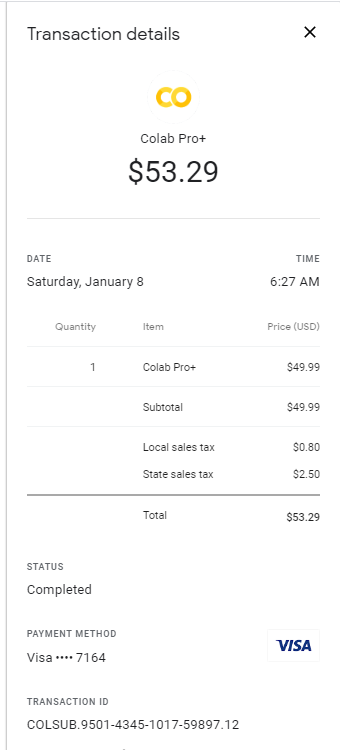 Transaction details
CO
Colab Pro+
$53.29
DATE TIME
Saturday, January 8 6:27 AM
Quantity Item Price (USD)
1 Colab Pro+ $49.99
Subtotal $49.99
Local sales tax $0.80
State sales tax $2.50
Total $53.29
STATUS
Completed
PAYMENT METHOD
Visa •••• 7164 VISA
TRANSACTION ID
COLSUB.9501-4345-1017-59897.12